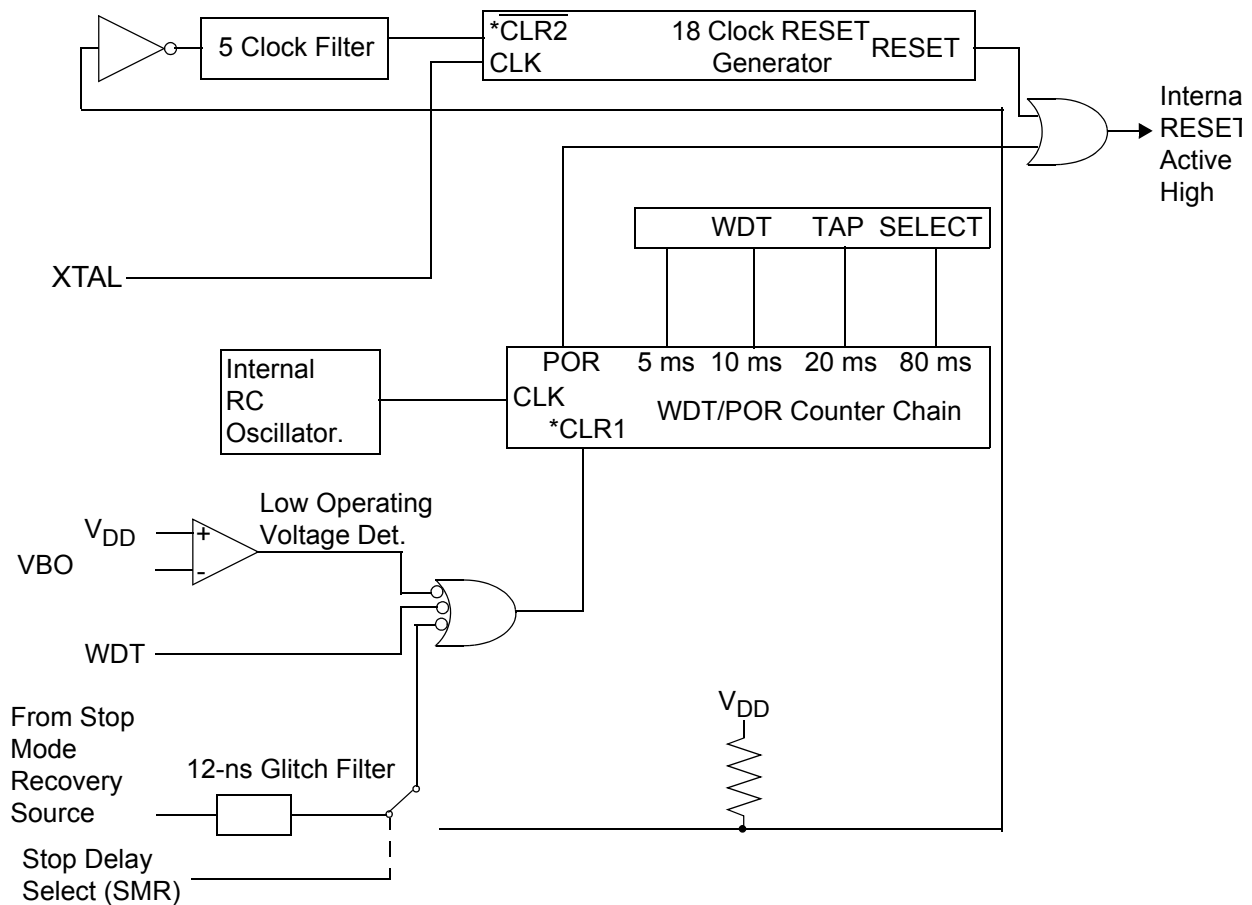 *CLR2
CLK
5 Clock Filter
18 Clock RESET
Generator
RESET
Interna
RESET
Active
High
WDT TAP SELECT
XTAL
POR 5 ms 10 ms 20 ms 80 ms
CLK
WDT/POR Counter Chain
*CLR1
Internal
RC
Oscillator.
Low Operating
Voltage Det.
VDD
+
VBO
-
WDT
From Stop
Mode
Recovery
Source
12-ns Glitch Filter
VDD
Stop Delay
Select (SMR)